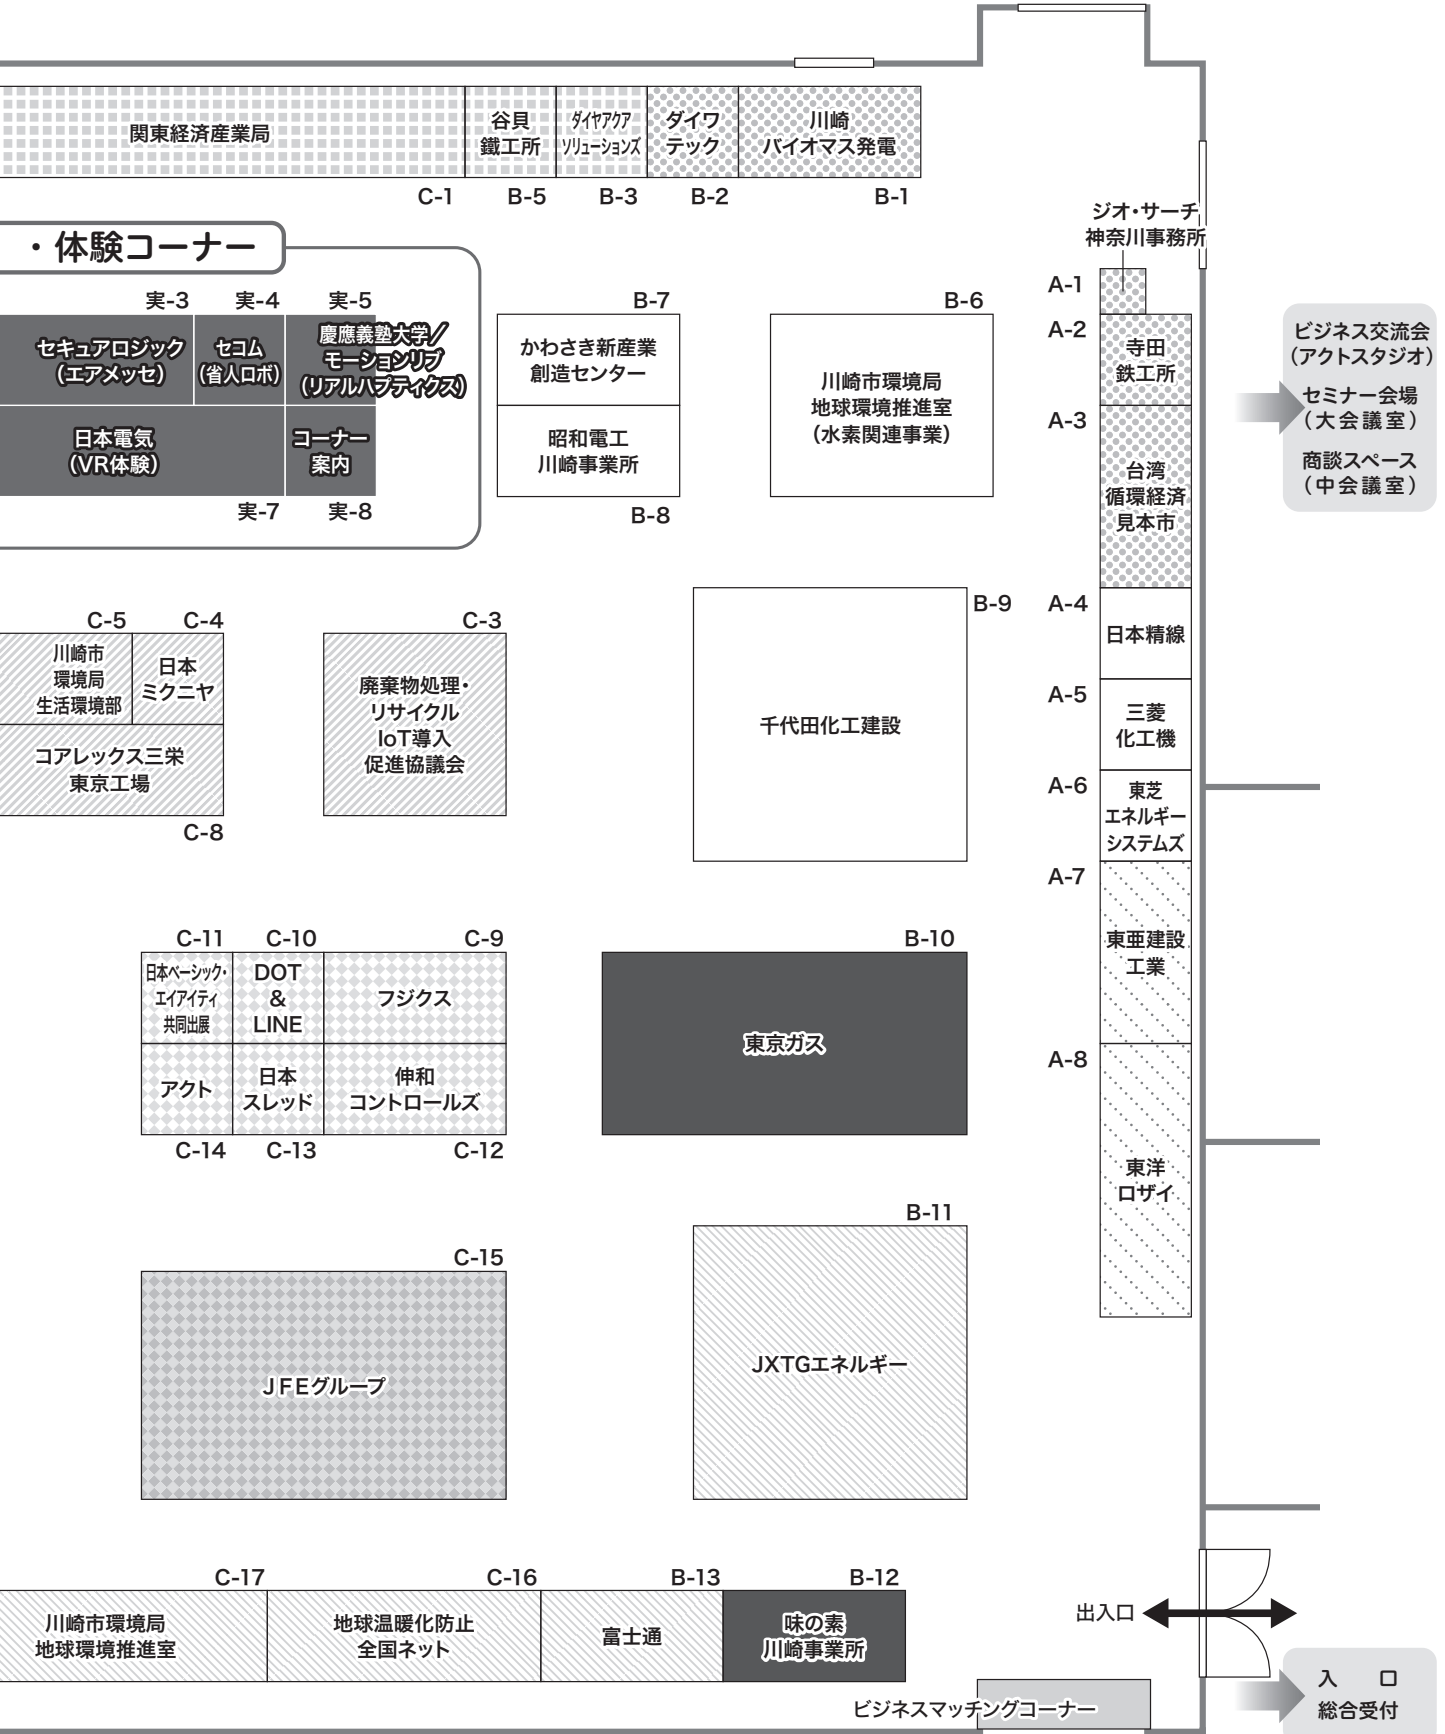 関東経済産業局
谷貝
鐵工所
ダイヤアクア
ソリューションズ
ダイワ
テック
川崎
バイオマス発電
C-1
B-5
B-3
B-2
B-1
ジオ・サーチ
神奈川事務所
・体験コーナー
実-3
実-4
実-5
セキュアロジック
(エアメッセ)
セコム
(省人ロボ)
慶應義塾大学/
モーションリブ
(リアルハプティクス)
日本電気
(VR体験)
コーナー
案内
実-7
実-8
B-7
かわさき新産業
創造センター
昭和電工
川崎事業所
B-8
B-6
川崎市環境局
地球環境推進室
(水素関連事業)
A-1
A-2
寺田
鉄工所
A-3
台湾
循環経済
見本市
A-4
日本精線
A-5
三菱
化工機
A-6
東芝
エネルギー
システムズ
A-7
東亜建設
工業
A-8
東洋
ロザイ
ビジネス交流会
(アクトスタジオ)
セミナー会場
(大会議室)
商談スペース
(中会議室)
C-5
C-4
川崎市
環境局
生活環境部
日本
ミクニヤ
コアレックス三栄
東京工場
C-8
C-3
廃棄物処理・
リサイクル
IoT導入
促進協議会
B-9
千代田化工建設
C-11
C-10
C-9
日本ベーシック・
エイアイティ
共同出展
DOT
&
LINE
フジクス
アクト
日本
スレッド
伸和
コントロールズ
C-14
C-13
C-12
B-10
東京ガス
C-15
JFEグループ
B-11
JXTGエネルギー
C-17
C-16
B-13
B-12
川崎市環境局
地球環境推進室
地球温暖化防止
全国ネット
富士通
味の素
川崎事業所
出入口
ビジネスマッチングコーナー
入　口
総合受付